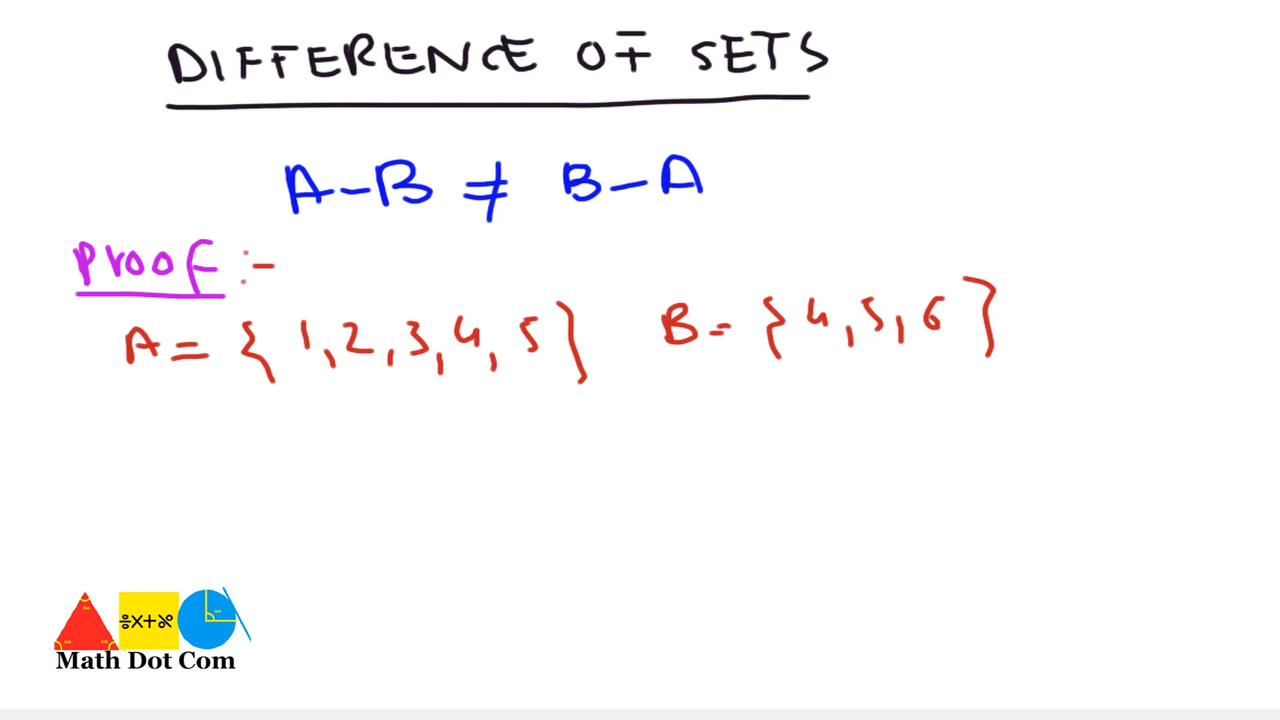 DIFFERENCE OF SETS
A-B ≠ B-A
Proof :-
A = { 1, 2, 3, 4, 5 } B = { 4, 5, 6 }
÷x+%
Math Dot Com